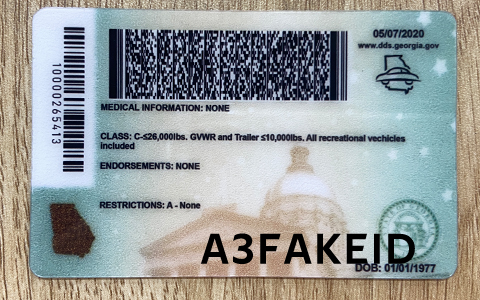 05/07/2020
www.dds.georgia.gov
10000265413
MEDICAL INFORMATION: NONE
CLASS: C-≤26,000lbs. GVWR and Trailer ≤10,000lbs. All recreational vechicles
included
ENDORSEMENTS: NONE
RESTRICTIONS: A - None
A3FAKEID
DOB: 01/01/1977